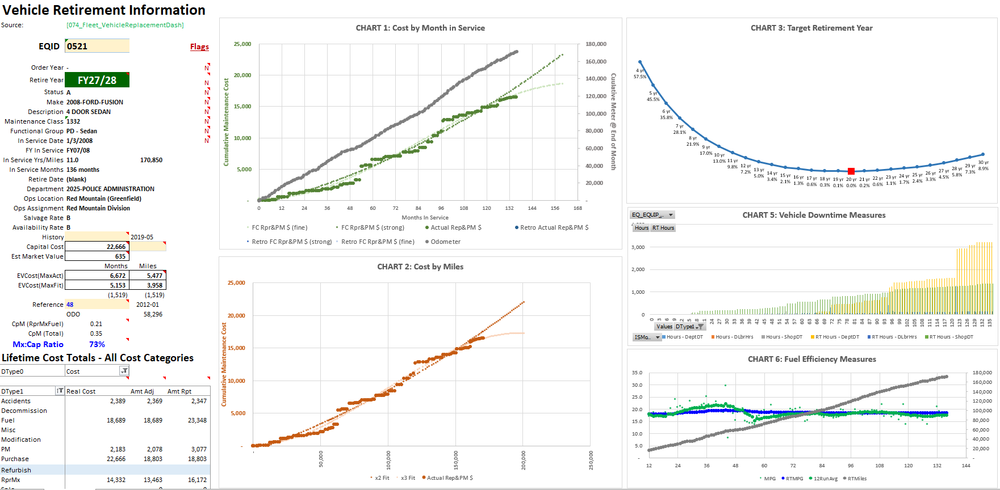 Vehicle Retirement Information
Source: [074_Fleet_VehicleReplacementDash]
EQID 0521 Flags
Order Year - N
Retire Year FY27/28 N
Status A N
Make 2008-FORD-FUSION N
Description 4 DOOR SEDAN N
Maintenance Class 1332 N
Functional Group PD - Sedan N
In Service Date 1/3/2008 N
FY In Service FY07/08
In Service Yrs/Miles 11.0 170,850
In Service Months 136 months
Retire Date (blank)
Department 2025-POLICE ADMINISTRATION
Ops Location Red Mountain (Greenfield)
Ops Assignment Red Mountain Division
Salvage Rate B
Availability Rate B
History 2019-05
Capital Cost 22,666
Est Market Value 635
Months Miles
EVCost(MaxAct) 6,672 5,477
EVCost(MaxFit) 5,153 3,958
(1,519) (1,519)
Reference 48 2012-01
ODO 58,296
CpM (RprMxFuel) 0.21
CpM (Total) 0.35
Mx:Cap Ratio 73%
Lifetime Cost Totals - All Cost Categories
DType0 Cost
DType1 Real Cost Amt Adj Amt Rpt
Accidents 2,389 2,369 2,347
Decommission
Fuel 18,689 18,689 23,348
Misc
Modification
PM 2,183 2,078 3,077
Purchase 22,666 18,803 18,803
Refurbish
RprMx 14,332 13,463 16,172
CHART 1: Cost by Month in Service
25,000 180,000
160,000
20,000 140,000
120,000
15,000 100,000
80,000
10,000 60,000
5,000 40,000
20,000
- -
Cumulative Maintenance Cost
Cuulative Meter @ End of Month
0 12 24 36 48 60 72 84 96 108 120 132 144 156 168
Months In Service
FC Rpr&PM $ (fine) FC Rpr&PM $ (strong) Actual Rep&PM $ Retro Actual Rep&PM $
Retro FC Rpr&PM $ (strong) Retro FC Rpr&PM $ (fine) Odometer
CHART 2: Cost by Miles
25,000
20,000
15,000
10,000
5,000
-
Cumulative Maintenance Cost
- 50,000 100,000 150,000 200,000 250,000
x2 Fit x3 Fit Actual Rep&PM $
CHART 3: Target Retirement Year
4 yr 57.5%
5 yr 45.5%
6 yr 35.8%
7 yr 28.1%
8 yr 21.9%
9 yr 17.0%
10 yr 13.0%
11 yr 9.8%
12 yr 7.2%
13 yr 5.0%
14 yr 3.4%
15 yr 2.1%
16 yr 1.3%
17 yr 0.6%
18 yr 0.3%
19 yr 0.1%
20 yr 0.0%
21 yr 0.2%
22 yr 0.6%
23 yr 1.1%
24 yr 1.7%
25 yr 2.4%
26 yr 3.3%
27 yr 4.5%
28 yr 5.8%
29 yr 7.3%
30 yr 8.9%
EQ_EQUIP_...
CHART 5: Vehicle Downtime Measures
Hours RT Hours
3,000
2,000
1,000
0
0 3 6 9 12 15 18 21 24 27 30 33 36 39 42 45 48 51 54 57 60 63 66 69 72 75 78 81 84 87 90 93 96 99 102 105 108 111 114 117 120 123 126 129 132 135
Values DType1
ISMo... Hours - DeptDT Hours - DLbrHrs Hours - ShopDT RT Hours - DeptDT RT Hours - DLbrHrs RT Hours - ShopDT
CHART 6: Fuel Efficiency Measures
35.0 180,000
160,000
30.0 140,000
25.0 120,000
20.0 100,000
15.0 80,000
60,000
10.0 40,000
5.0 20,000
- -
12 24 36 48 60 72 84 96 108 120 132 144
MPG RTMPG 12RunAvg RTMiles